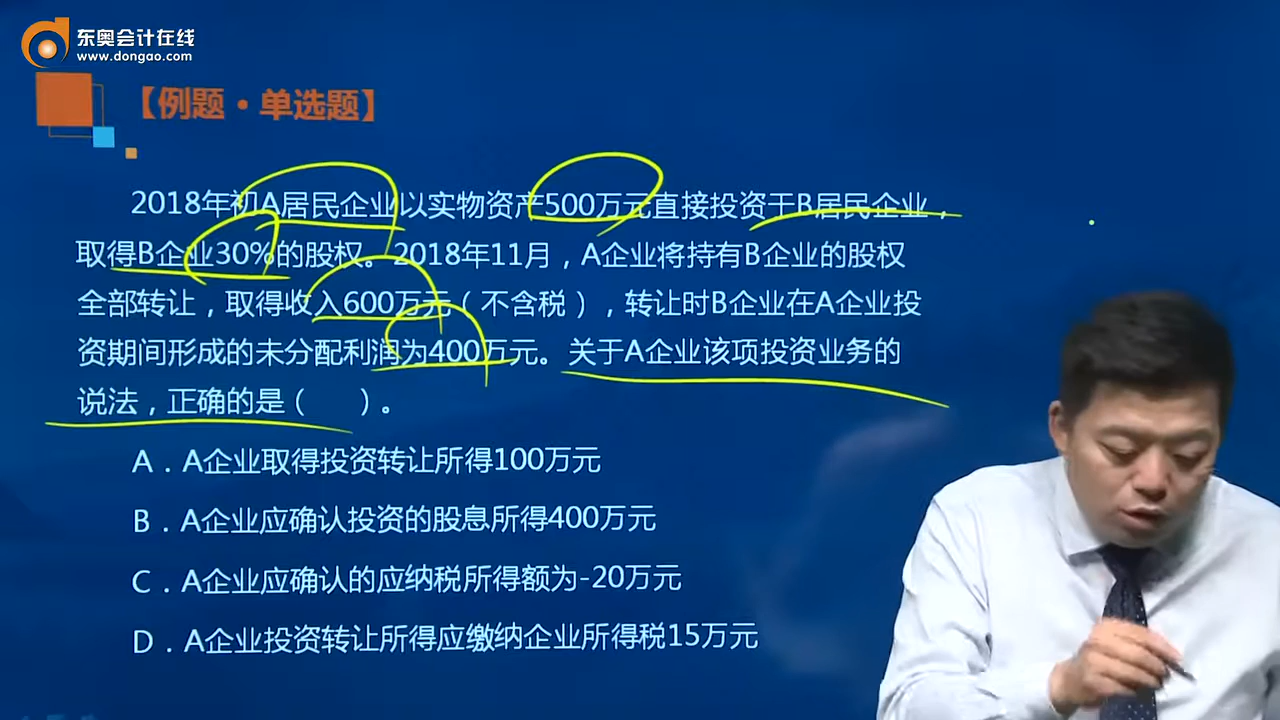 东奥会计在线
www.dongao.com
【例题·单选题】
2018年初A居民企业以实物资产500万元直接投资于B居民企业，
取得B企业30%的股权。2018年11月，A企业将持有B企业的股权
全部转让，取得收入600万元（不含税），转让时B企业在A企业投
资期间形成的未分配利润为400万元。关于A企业该项投资业务的
说法，正确的是（　　）。
A．A企业取得投资转让所得100万元
B．A企业应确认投资的股息所得400万元
C．A企业应确认的应纳税所得额为-20万元
D．A企业投资转让所得应缴纳企业所得税15万元